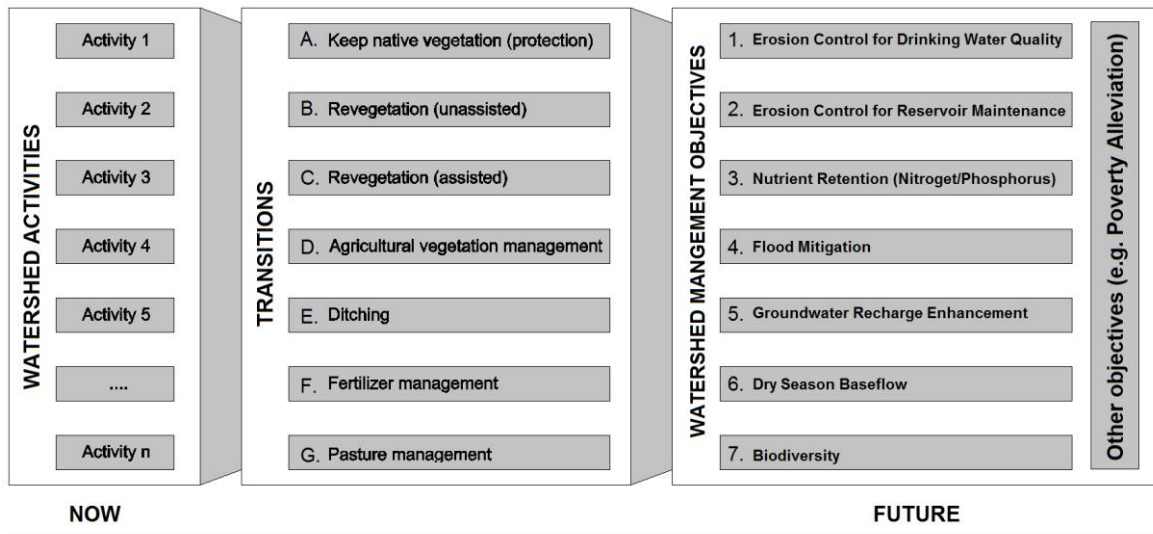 WATERSHED ACTIVITIES
Activity 1
Activity 2
Activity 3
Activity 4
Activity 5
....
Activity n
NOW
TRANSITIONS
A. Keep native vegetation (protection)
B. Revegetation (unassisted)
C. Revegetation (assisted)
D. Agricultural vegetation management
E. Ditching
F. Fertilizer management
G. Pasture management
WATERSHED MANGEMENT OBJECTIVES
1. Erosion Control for Drinking Water Quality
2. Erosion Control for Reservoir Maintenance
3. Nutrient Retention (Nitroget/Phosphorus)
4. Flood Mitigation
5. Groundwater Recharge Enhancement
6. Dry Season Baseflow
7. Biodiversity
Other objectives (e.g. Poverty Alleviation)
FUTURE